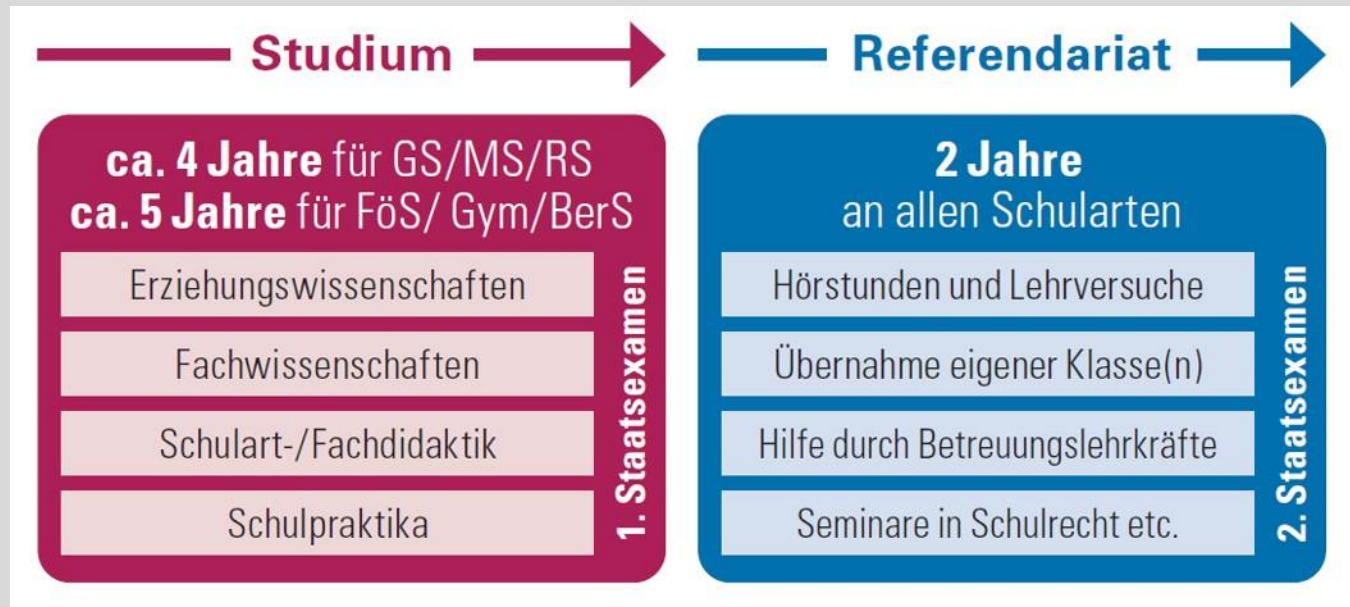 Studium
ca. 4 Jahre für GS/MS/RS
ca. 5 Jahre für FöS/ Gym/BerS
Erziehungswissenschaften
Fachwissenschaften
Schulart-/Fachdidaktik
Schulpraktika
1. Staatsexamen
Referendariat
2 Jahre
an allen Schularten
Hörstunden und Lehrversuche
Übernahme eigener Klasse(n)
Hilfe durch Betreuungslehrkräfte
Seminare in Schulrecht etc.
2. Staatsexamen